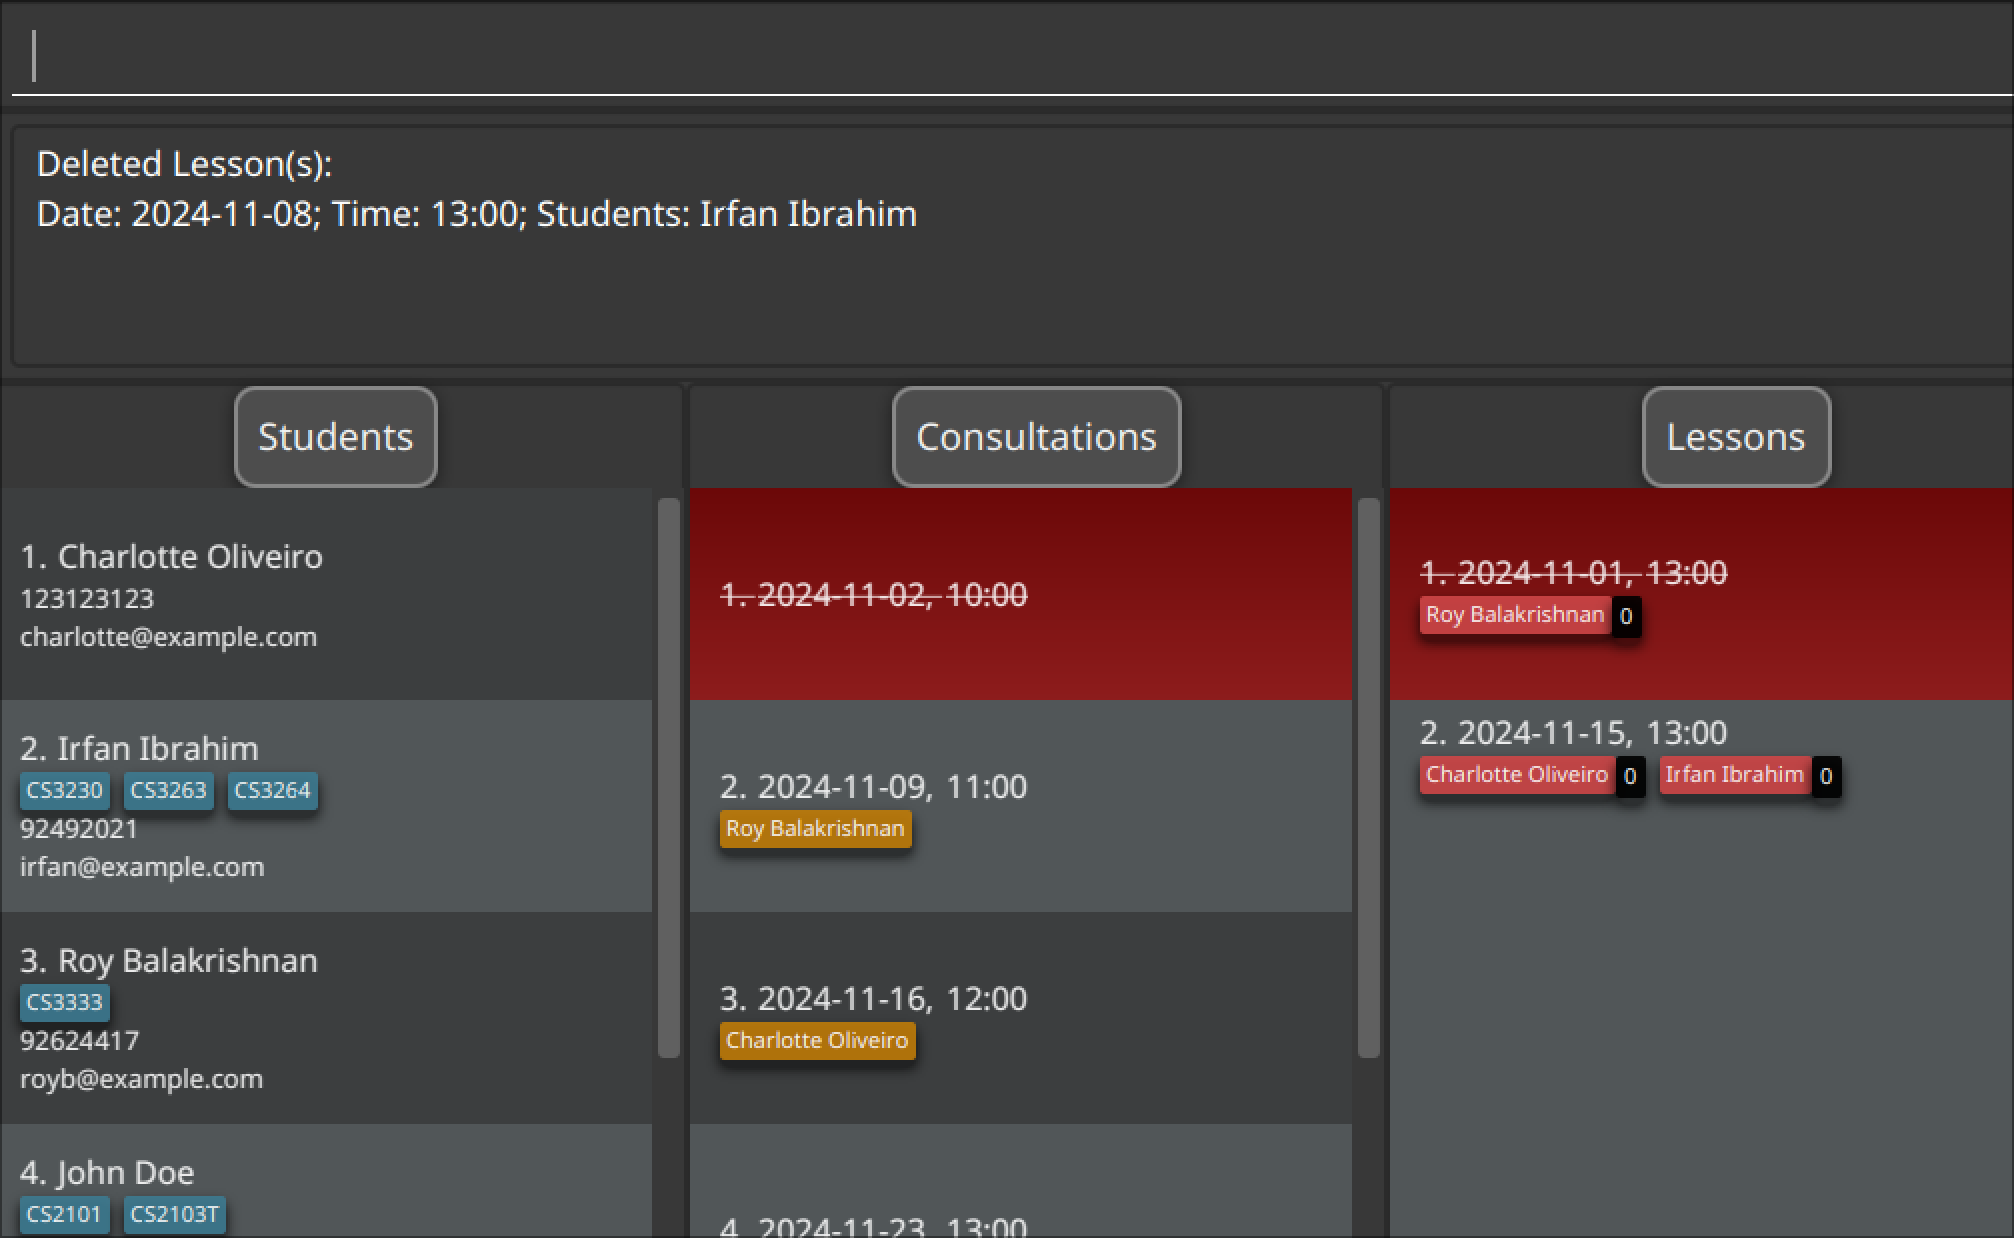 Deleted Lesson(s):
Date: 2024-11-08; Time: 13:00; Students: Irfan Ibrahim
Students
1. Charlotte Oliveiro
123123123
charlotte@example.com
2. Irfan Ibrahim
CS3230 CS3263 CS3264
92492021
irfan@example.com
3. Roy Balakrishnan
CS3333
92624417
royb@example.com
4. John Doe
CS2101 CS2103T
Consultations
1. 2024-11-02, 10:00
2. 2024-11-09, 11:00
Roy Balakrishnan
3. 2024-11-16, 12:00
Charlotte Oliveiro
4. 2024-11-23, 13:00
Lessons
1. 2024-11-01, 13:00
Roy Balakrishnan 0
2. 2024-11-15, 13:00
Charlotte Oliveiro 0 Irfan Ibrahim 0